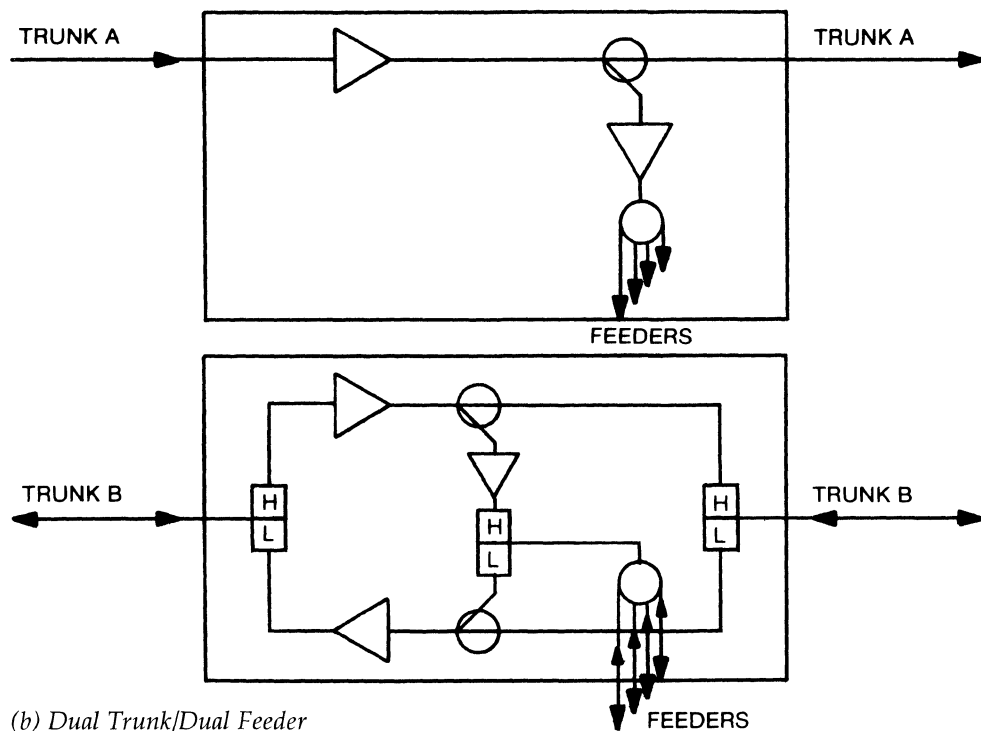 TRUNK A
TRUNK A
FEEDERS
TRUNK B
H
L
H
L
H
L
TRUNK B
(b) Dual Trunk/Dual Feeder
FEEDERS